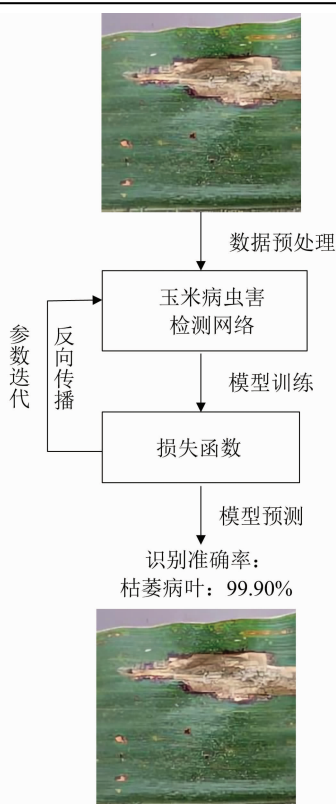 数据预处理
玉米病虫害
检测网络
参数迭代
反向传播
模型训练
损失函数
模型预测
识别准确率：
枯萎病叶：99.90%